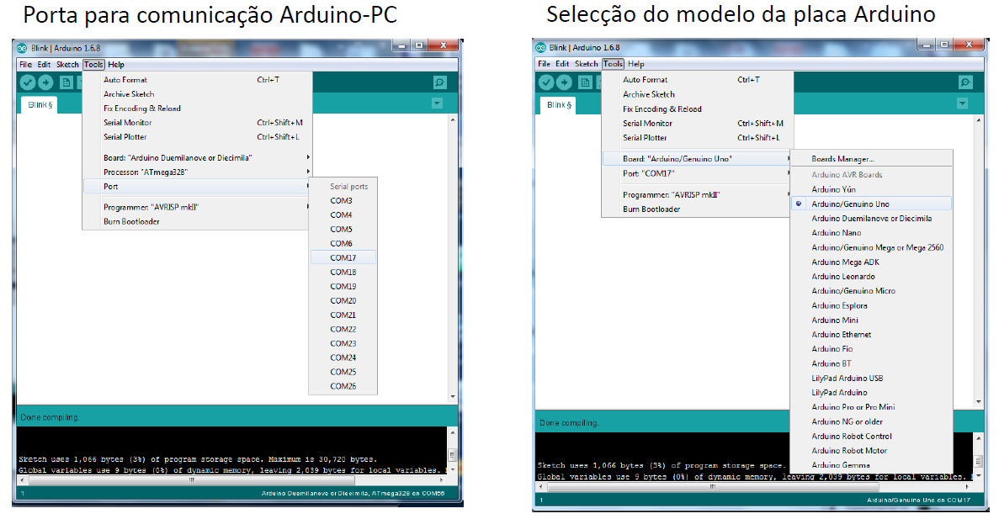 Porta para comunicação Arduino-PC
Blink | Arduino 1.6.8
File Edit Sketch Tools Help
Auto Format Ctrl+T
Archive Sketch
Fix Encoding & Reload
Serial Monitor Ctrl+Shift+M
Serial Plotter Ctrl+Shift+L
Board: "Arduino Duemilanove or Diecimila"
Processor: "ATmega328"
Port
Programmer: "AVRISP mkII"
Burn Bootloader
Blink §
Serial ports
COM3
COM4
COM5
COM6
COM17
COM18
COM19
COM20
COM21
COM22
COM23
COM24
COM25
COM26
Done compiling.
Sketch uses 1,066 bytes (3%) of program storage space. Maximum is 30,720 bytes.
Global variables use 9 bytes (0%) of dynamic memory, leaving 2,039 bytes for local variables.
1 Arduino Duemilanove or Diecimila, ATmega328 on COM56
Selecção do modelo da placa Arduino
Blink | Arduino 1.6.8
File Edit Sketch Tools Help
Auto Format Ctrl+T
Archive Sketch
Fix Encoding & Reload
Serial Monitor Ctrl+Shift+M
Serial Plotter Ctrl+Shift+L
Board: "Arduino/Genuino Uno"
Port: "COM17"
Programmer: "AVRISP mkII"
Burn Bootloader
Blink §
Boards Manager...
Arduino AVR Boards
Arduino Yún
Arduino/Genuino Uno
Arduino Duemilanove or Diecimila
Arduino Nano
Arduino/Genuino Mega or Mega 2560
Arduino Mega ADK
Arduino Leonardo
Arduino/Genuino Micro
Arduino Esplora
Arduino Mini
Arduino Ethernet
Arduino Fio
Arduino BT
LilyPad Arduino USB
LilyPad Arduino
Arduino Pro or Pro Mini
Arduino NG or older
Arduino Robot Control
Arduino Robot Motor
Arduino Gemma
Done compiling.
Sketch uses 1,066 bytes (3%) of program storage space.
Global variables use 9 bytes (0%) of dynamic memory, leaving 2,039 bytes for local variables.
1 Arduino/Genuino Uno on COM17